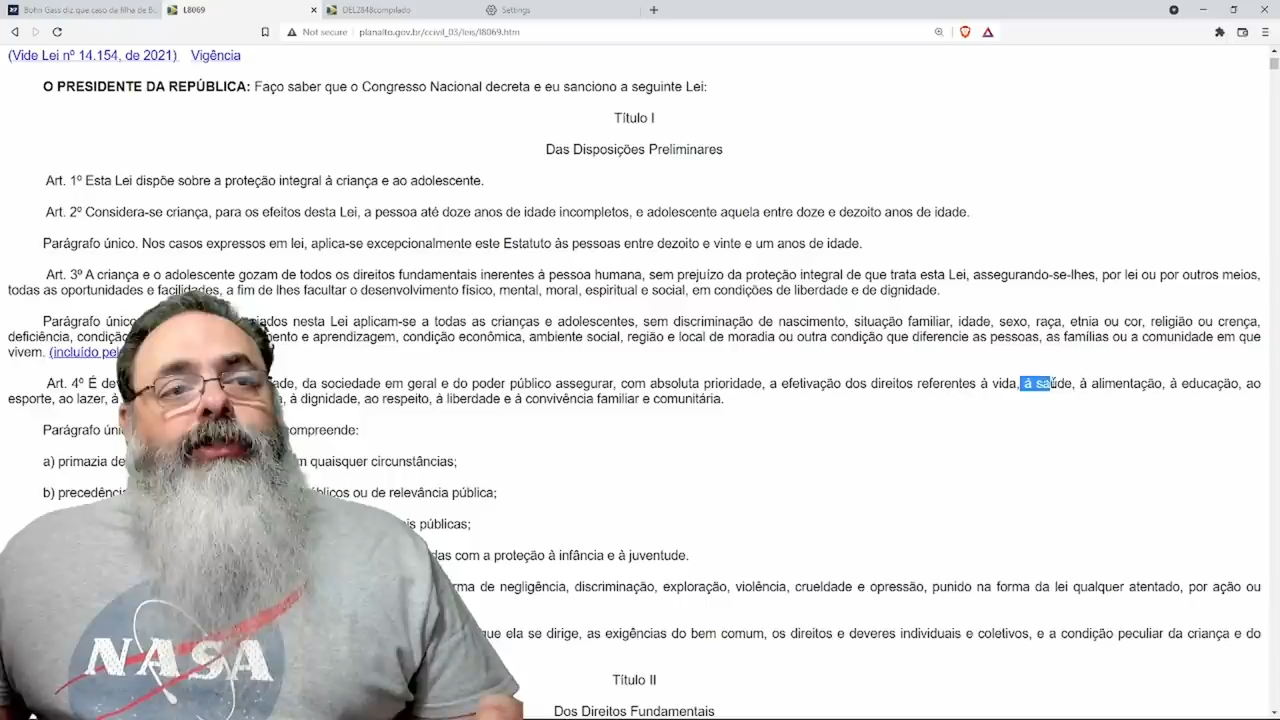 Bohn Gass diz que caso da filha de Bo
L8069
DEL2848compilado
Settings
Not secure planalto.gov.br/ccivil_03/leis/l8069.htm
(Vide Lei nº 14.154, de 2021) Vigência
O PRESIDENTE DA REPÚBLICA: Faço saber que o Congresso Nacional decreta e eu sanciono a seguinte Lei:
Título I
Das Disposições Preliminares
Art. 1º Esta Lei dispõe sobre a proteção integral à criança e ao adolescente.
Art. 2º Considera-se criança, para os efeitos desta Lei, a pessoa até doze anos de idade incompletos, e adolescente aquela entre doze e dezoito anos de idade.
Parágrafo único. Nos casos expressos em lei, aplica-se excepcionalmente este Estatuto às pessoas entre dezoito e vinte e um anos de idade.
Art. 3º A criança e o adolescente gozam de todos os direitos fundamentais inerentes à pessoa humana, sem prejuízo da proteção integral de que trata esta Lei, assegurando-se-lhes, por lei ou por outros meios,
todas as oportunidades e facilidades, a fim de lhes facultar o desenvolvimento físico, mental, moral, espiritual e social, em condições de liberdade e de dignidade.
Parágrafo único nesta Lei aplicam-se a todas as crianças e adolescentes, sem discriminação de nascimento, situação familiar, idade, sexo, raça, etnia ou cor, religião ou crença,
deficiência, e aprendizagem, condição econômica, ambiente social, região e local de moradia ou outra condição que diferencie as pessoas, as famílias ou a comunidade em que
vivem. (incluído
Art. 4º É da sociedade em geral e do poder público assegurar, com absoluta prioridade, a efetivação dos direitos referentes à vida, à saúde, à alimentação, à educação, ao
esporte, ao lazer, à dignidade, ao respeito, à liberdade e à convivência familiar e comunitária.
Parágrafo compreende:
a) primazia quaisquer circunstâncias;
b) ou de relevância pública;
públicas;
com a proteção à infância e à juventude.
de negligência, discriminação, exploração, violência, crueldade e opressão, punido na forma da lei qualquer atentado, por ação ou
que ela se dirige, as exigências do bem comum, os direitos e deveres individuais e coletivos, e a condição peculiar da criança e do
Título II
Dos Direitos Fundamentais
NASA